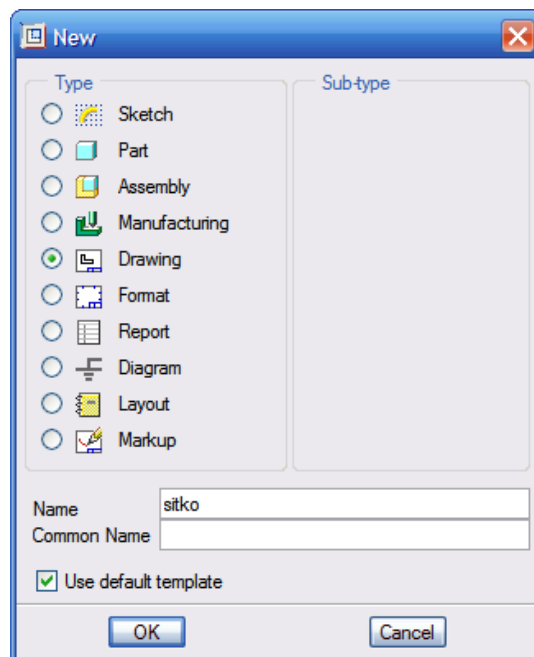 New
Type
Sub-type
Sketch
Part
Assembly
Manufacturing
Drawing
Format
Report
Diagram
Layout
Markup
Name sitko
Common Name
Use default template
OK Cancel